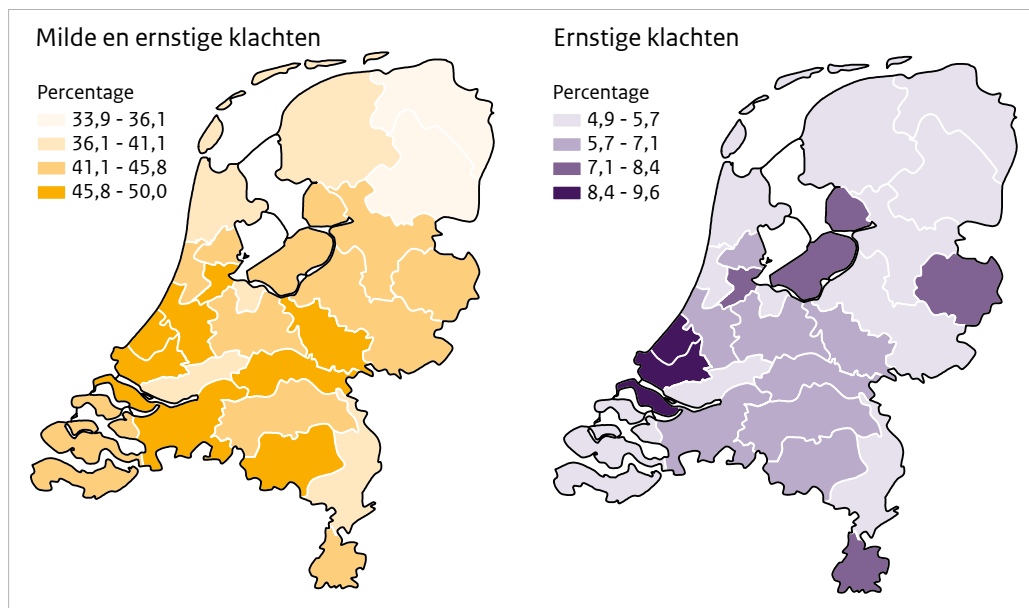 Milde en ernstige klachten
Percentage
33,9 - 36,1
36,1 - 41,1
41,1 - 45,8
45,8 - 50,0
Ernstige klachten
Percentage
4,9 - 5,7
5,7 - 7,1
7,1 - 8,4
8,4 - 9,6